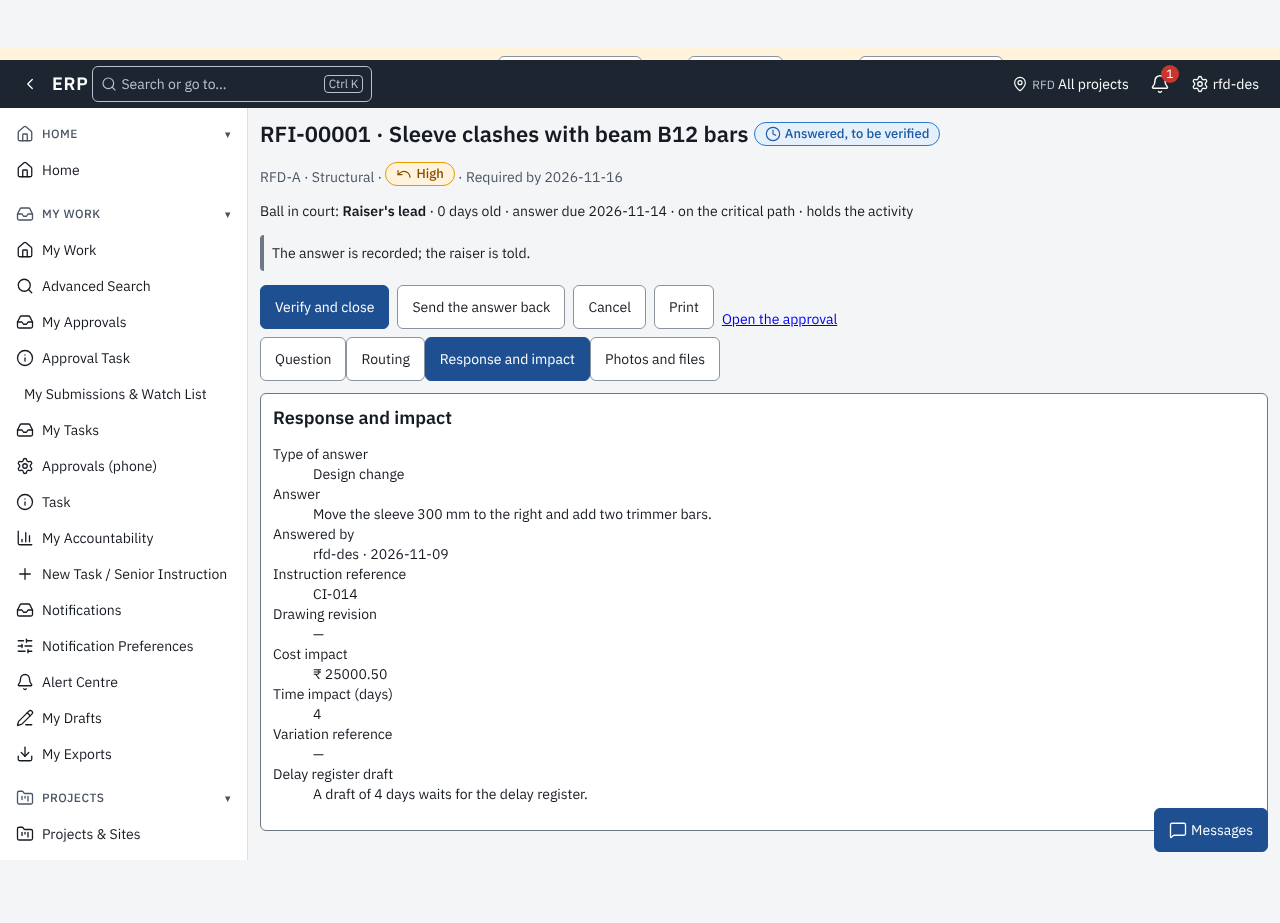 ERP
Search or go to...
Ctrl K
RFD All projects
1
rfd-des
HOME
Home
MY WORK
My Work
Advanced Search
My Approvals
Approval Task
My Submissions & Watch List
My Tasks
Approvals (phone)
Task
My Accountability
New Task / Senior Instruction
Notifications
Notification Preferences
Alert Centre
My Drafts
My Exports
PROJECTS
Projects & Sites
RFI-00001 · Sleeve clashes with beam B12 bars
Answered, to be verified
RFD-A · Structural · High · Required by 2026-11-16
Ball in court: Raiser's lead · 0 days old · answer due 2026-11-14 · on the critical path · holds the activity
The answer is recorded; the raiser is told.
Verify and close
Send the answer back
Cancel
Print
Open the approval
Question
Routing
Response and impact
Photos and files
Response and impact
Type of answer
Design change
Answer
Move the sleeve 300 mm to the right and add two trimmer bars.
Answered by
rfd-des · 2026-11-09
Instruction reference
CI-014
Drawing revision
—
Cost impact
₹ 25000.50
Time impact (days)
4
Variation reference
—
Delay register draft
A draft of 4 days waits for the delay register.
Messages